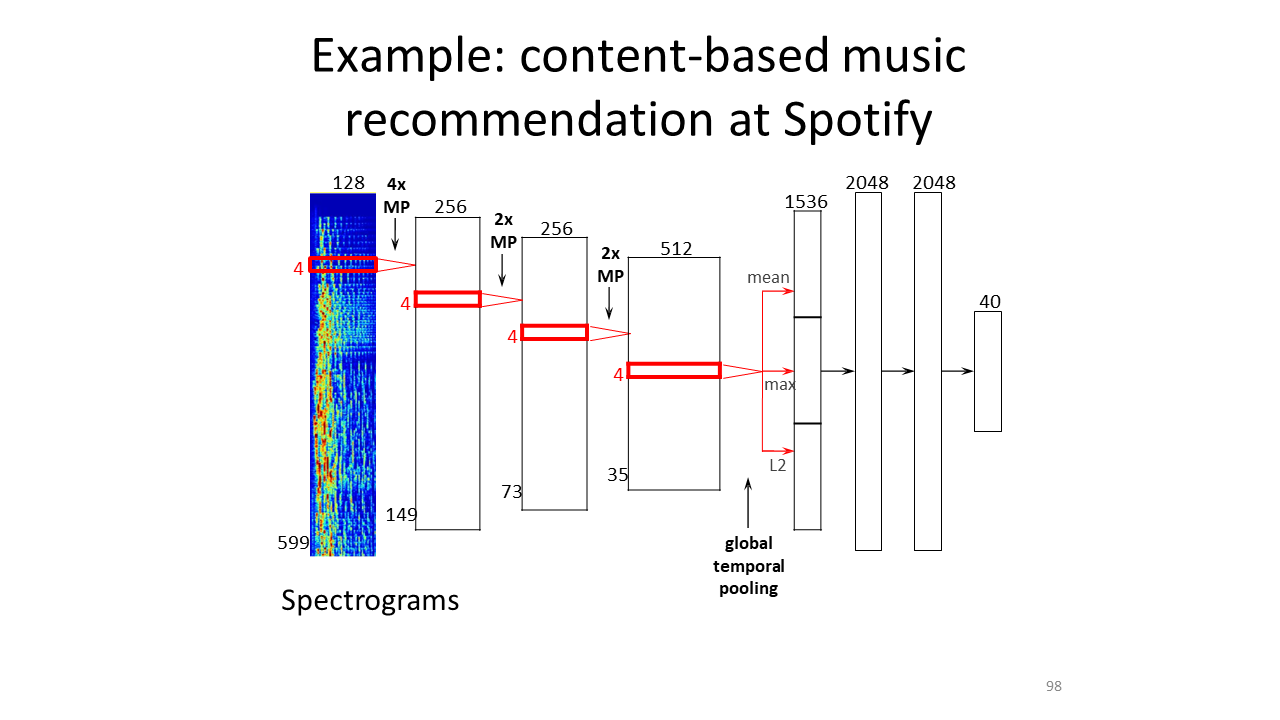 Example: content-based music
recommendation at Spotify
128
4x
MP
256
2x
MP
256
2x
MP
512
1536
2048
2048
40
4
4
4
4
mean
max
L2
599
149
73
35
global
temporal
pooling
Spectrograms
98